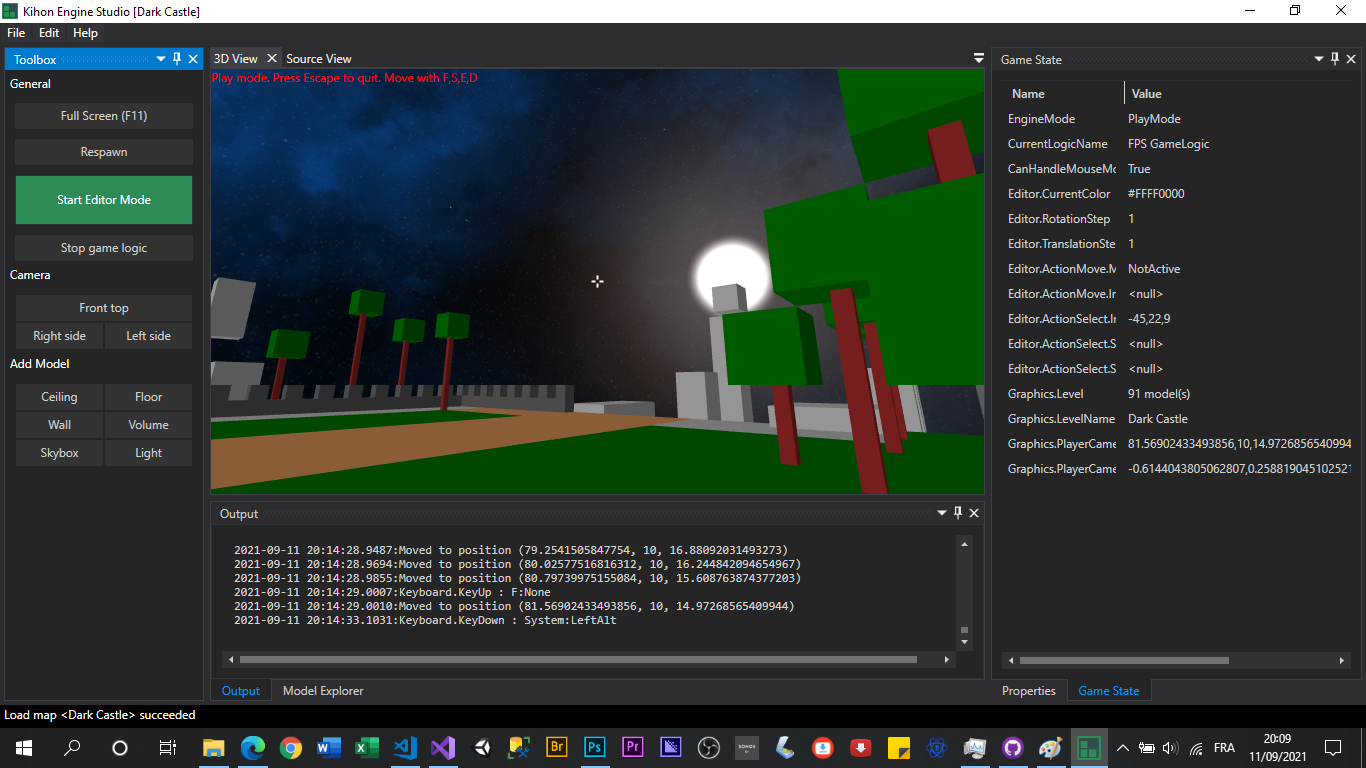 Kihon Engine Studio [Dark Castle]
File Edit Help
Toolbox
General
Full Screen (F11)
Respawn
Start Editor Mode
Stop game logic
Camera
Front top
Right side Left side
Add Model
Ceiling Floor
Wall Volume
Skybox Light
3D View Source View
Play mode. Press Escape to quit. Move with F,S,E,D
Output
2021-09-11 20:14:28.9487:Moved to position (79.2541505847754, 10, 16.88092031493273)
2021-09-11 20:14:28.9694:Moved to position (80.02577516816312, 10, 16.244842094654967)
2021-09-11 20:14:28.9855:Moved to position (80.79739975155084, 10, 15.608763874377203)
2021-09-11 20:14:29.0007:Keyboard.KeyUp : F:None
2021-09-11 20:14:29.0010:Moved to position (81.56902433493856, 10, 14.97268565409944)
2021-09-11 20:14:33.1031:Keyboard.KeyDown : System:LeftAlt
Output Model Explorer
Game State
Name Value
EngineMode PlayMode
CurrentLogicName FPS GameLogic
CanHandleMouseMo True
Editor.CurrentColor #FFFF0000
Editor.RotationStep 1
Editor.TranslationSte 1
Editor.ActionMove.M NotActive
Editor.ActionMove.Ir <null>
Editor.ActionSelect.Ir -45,22,9
Editor.ActionSelect.S <null>
Editor.ActionSelect.S <null>
Graphics.Level 91 model(s)
Graphics.LevelName Dark Castle
Graphics.PlayerCame 81.56902433493856,10,14.9726856540994
Graphics.PlayerCame -0.6144043805062807,0.258819045102521
Properties Game State
Load map <Dark Castle> succeeded
W X Br Ps Pr SONOS FRA
20:09
11/09/2021